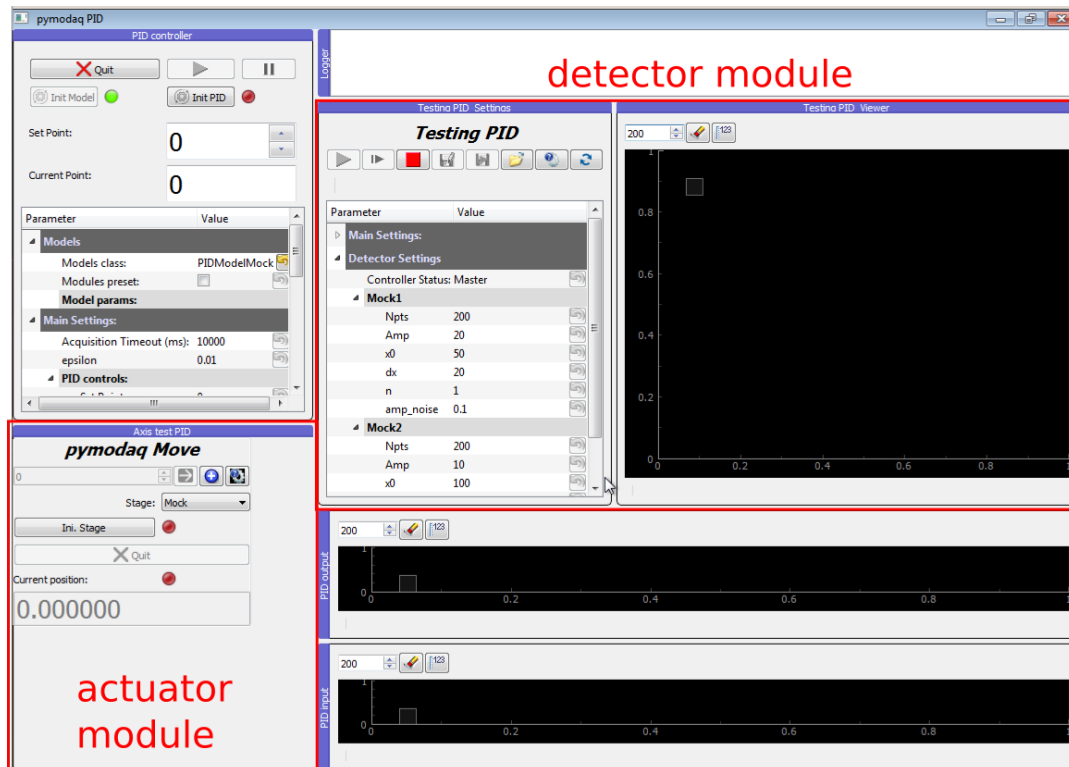 pymodaq PID
PID controller
Quit
Init Model
Init PID
Set Point:
0
Current Point:
0
Parameter Value
Models
Models class: PIDModelMock
Modules preset:
Model params:
Main Settings:
Acquisition Timeout (ms): 10000
epsilon 0.01
PID controls:
Axis test PID
pymodaq Move
0
Stage: Mock
Ini. Stage
Quit
Current position:
0.000000
actuator
module
Logger
detector module
Testing PID Settings
Testing PID
Parameter Value
Main Settings:
Detector Settings
Controller Status: Master
Mock1
Npts 200
Amp 20
x0 50
dx 20
n 1
amp_noise 0.1
Mock2
Npts 200
Amp 10
x0 100
Testing PID Viewer
200
123
1
0.8
0.6
0.4
0.2
0
0 0.2 0.4 0.6 0.8 1
PID output
200
123
1
0
0 0.2 0.4 0.6 0.8 1
PID input
200
123
1
0
0 0.2 0.4 0.6 0.8 1